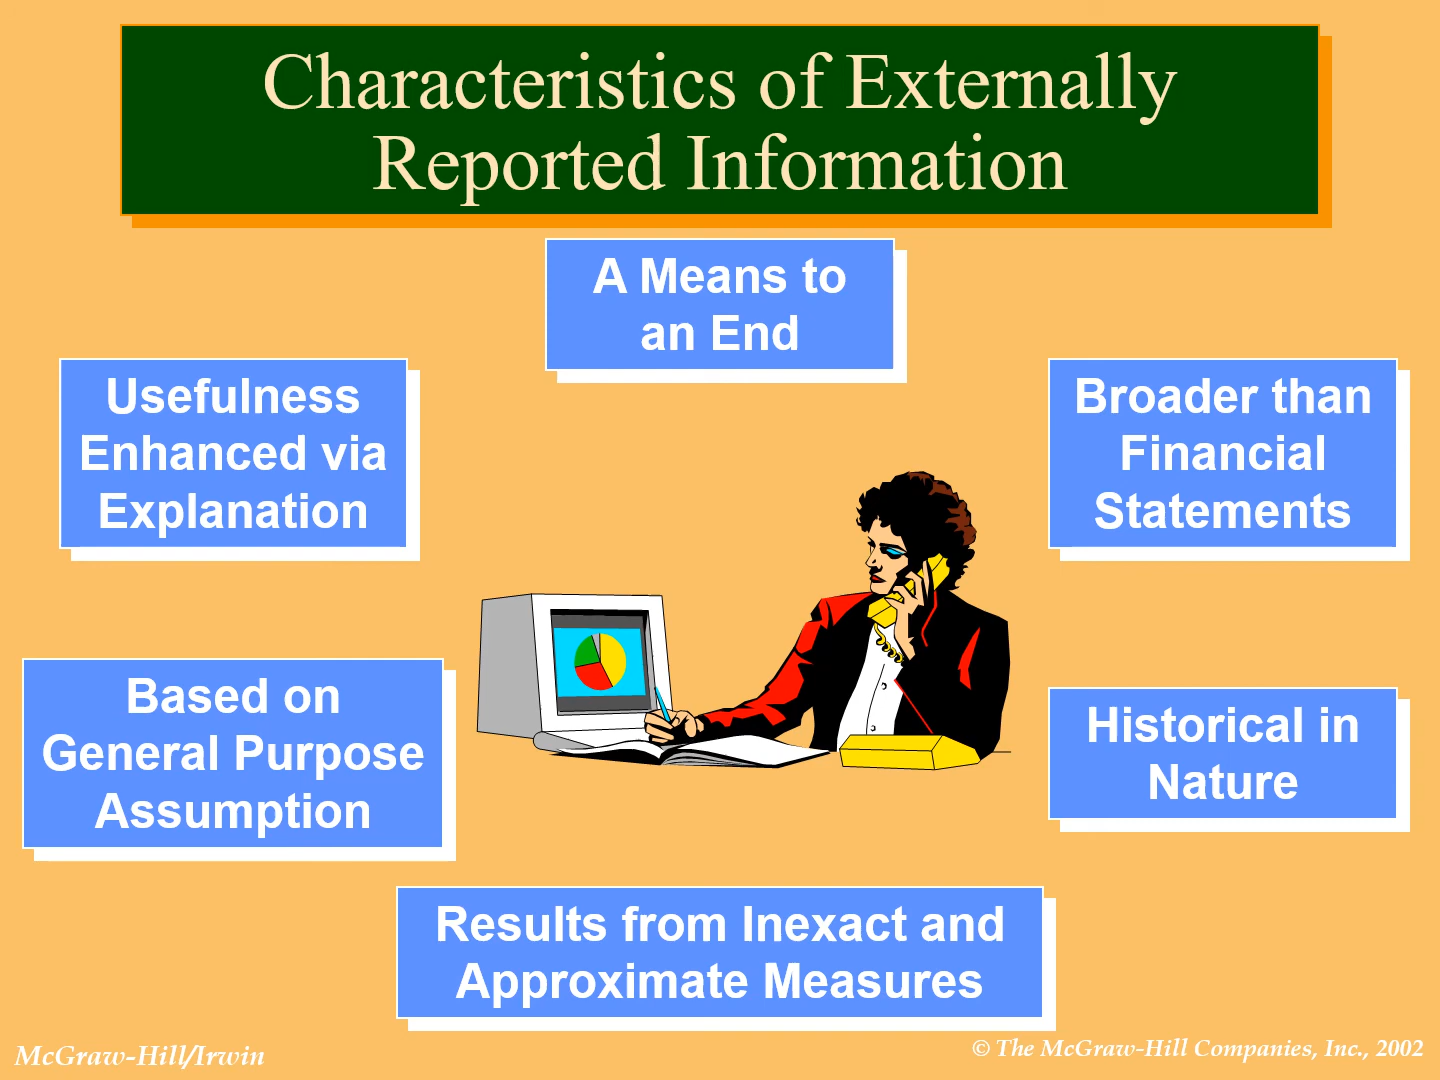 Characteristics of Externally
Reported Information
A Means to
an End
Usefulness
Enhanced via
Explanation
Broader than
Financial
Statements
Based on
General Purpose
Assumption
Historical in
Nature
Results from Inexact and
Approximate Measures
McGraw-Hill/Irwin
© The McGraw-Hill Companies, Inc., 2002